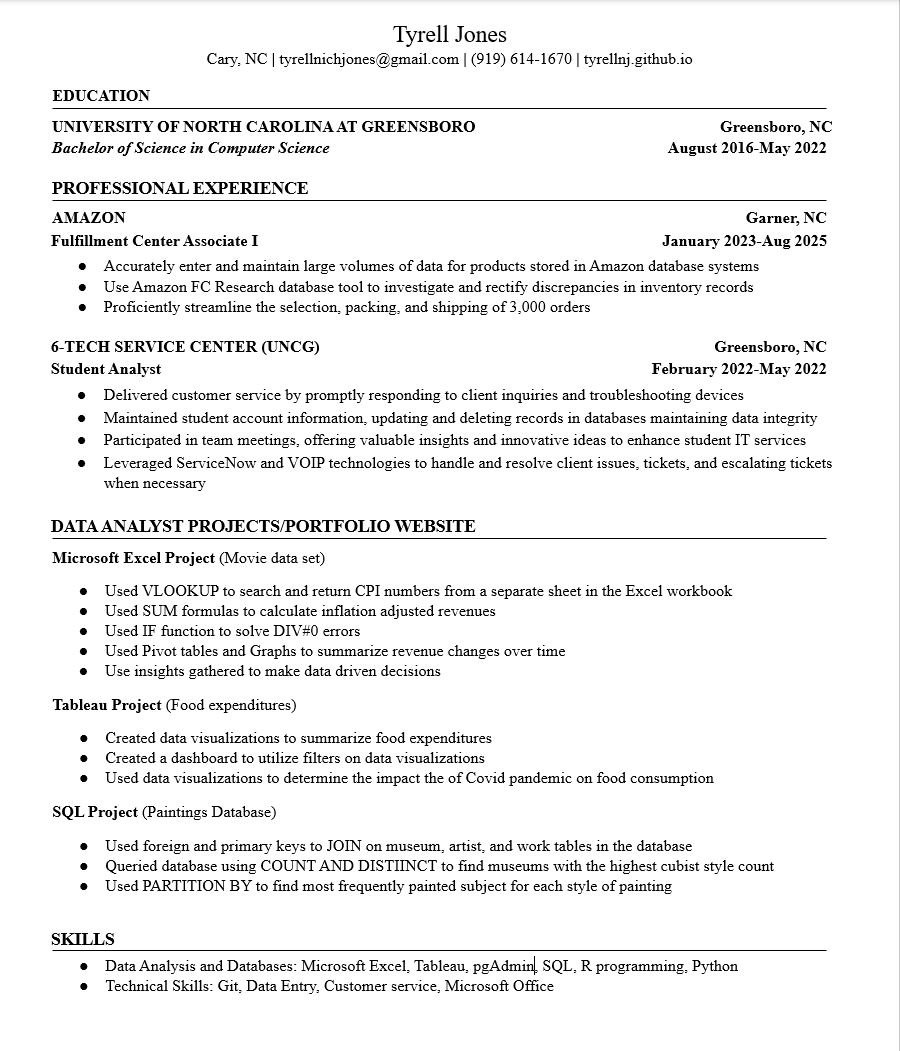 Tyrell Jones
Cary, NC | tyrellnichjones@gmail.com | (919) 614-1670 | tyrellnj.github.io
EDUCATION
UNIVERSITY OF NORTH CAROLINA AT GREENSBORO Greensboro, NC
Bachelor of Science in Computer Science August 2016-May 2022
PROFESSIONAL EXPERIENCE
AMAZON Garner, NC
Fulfillment Center Associate I January 2023-Aug 2025
● Accurately enter and maintain large volumes of data for products stored in Amazon database systems
● Use Amazon FC Research database tool to investigate and rectify discrepancies in inventory records
● Proficiently streamline the selection, packing, and shipping of 3,000 orders
6-TECH SERVICE CENTER (UNCG) Greensboro, NC
Student Analyst February 2022-May 2022
● Delivered customer service by promptly responding to client inquiries and troubleshooting devices
● Maintained student account information, updating and deleting records in databases maintaining data integrity
● Participated in team meetings, offering valuable insights and innovative ideas to enhance student IT services
● Leveraged ServiceNow and VOIP technologies to handle and resolve client issues, tickets, and escalating tickets
when necessary
DATA ANALYST PROJECTS/PORTFOLIO WEBSITE
Microsoft Excel Project (Movie data set)
● Used VLOOKUP to search and return CPI numbers from a separate sheet in the Excel workbook
● Used SUM formulas to calculate inflation adjusted revenues
● Used IF function to solve DIV#0 errors
● Used Pivot tables and Graphs to summarize revenue changes over time
● Use insights gathered to make data driven decisions
Tableau Project (Food expenditures)
● Created data visualizations to summarize food expenditures
● Created a dashboard to utilize filters on data visualizations
● Used data visualizations to determine the impact the of Covid pandemic on food consumption
SQL Project (Paintings Database)
● Used foreign and primary keys to JOIN on museum, artist, and work tables in the database
● Queried database using COUNT AND DISTIINCT to find museums with the highest cubist style count
● Used PARTITION BY to find most frequently painted subject for each style of painting
SKILLS
● Data Analysis and Databases: Microsoft Excel, Tableau, pgAdmin, SQL, R programming, Python
● Technical Skills: Git, Data Entry, Customer service, Microsoft Office